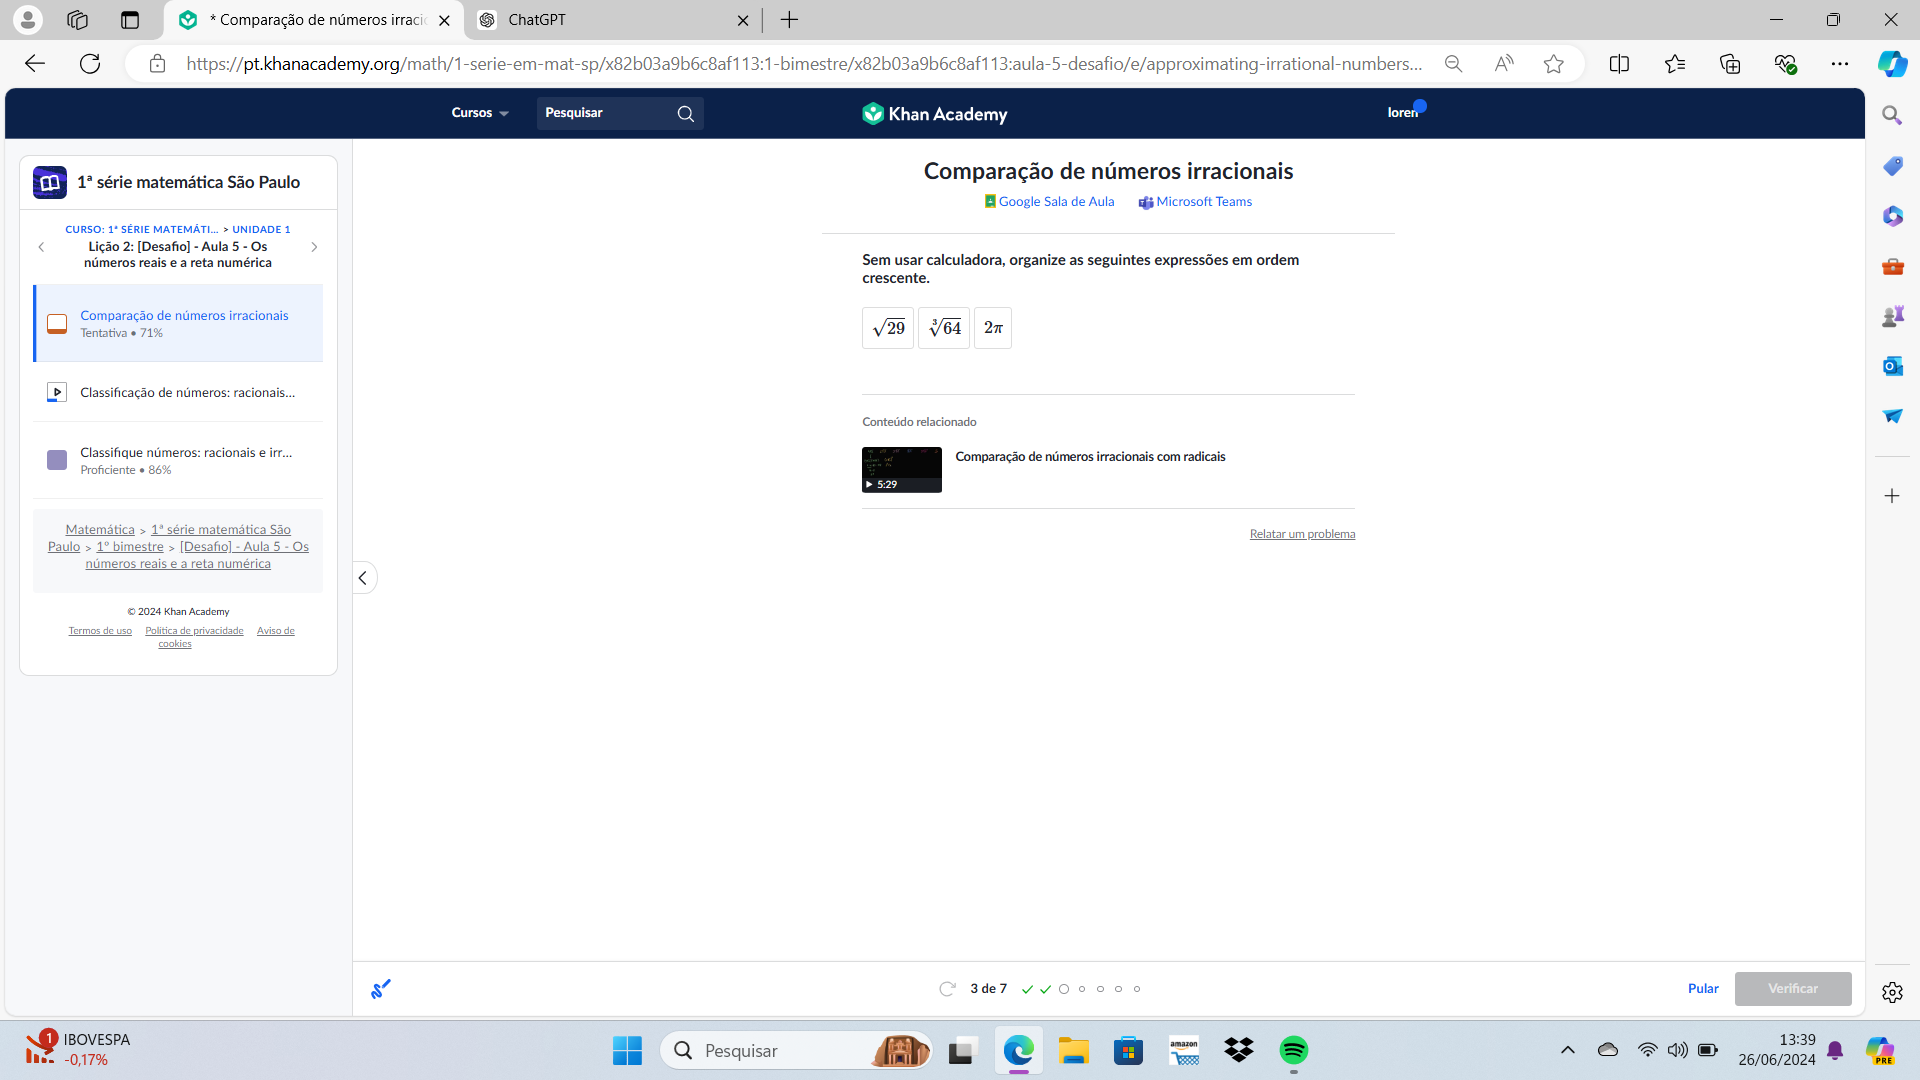 * Comparação de números irracio
ChatGPT
https://pt.khanacademy.org/math/1-serie-em-mat-sp/x82b03a9b6c8af113:1-bimestre/x82b03a9b6c8af113:aula-5-desafio/e/approximating-irrational-numbers...
Cursos
Pesquisar
Khan Academy
loren
1ª série matemática São Paulo
CURSO: 1ª SÉRIE MATEMÁTI... > UNIDADE 1
Lição 2: [Desafio] - Aula 5 - Os
números reais e a reta numérica
Comparação de números irracionais
Tentativa • 71%
Classificação de números: racionais...
Classifique números: racionais e irr...
Proficiente • 86%
Matemática > 1ª série matemática São
Paulo > 1º bimestre > [Desafio] - Aula 5 - Os
números reais e a reta numérica
© 2024 Khan Academy
Termos de uso Política de privacidade Aviso de
cookies
Comparação de números irracionais
Google Sala de Aula Microsoft Teams
Sem usar calculadora, organize as seguintes expressões em ordem
crescente.
√29 ∛64 2π
Conteúdo relacionado
Comparação de números irracionais com radicais
5:29
Relatar um problema
3 de 7
Pular
Verificar
1 IBOVESPA
-0,17%
Pesquisar
amazon
13:39
26/06/2024
PRE